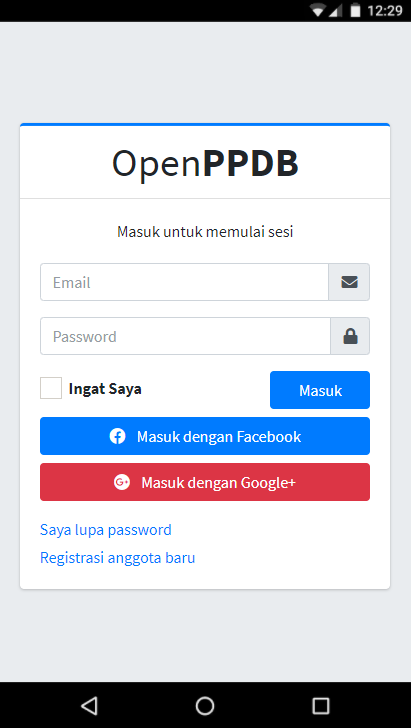 12:29
OpenPPDB
Masuk untuk memulai sesi
Email
Password
Ingat Saya
Masuk
Masuk dengan Facebook
Masuk dengan Google+
Saya lupa password
Registrasi anggota baru